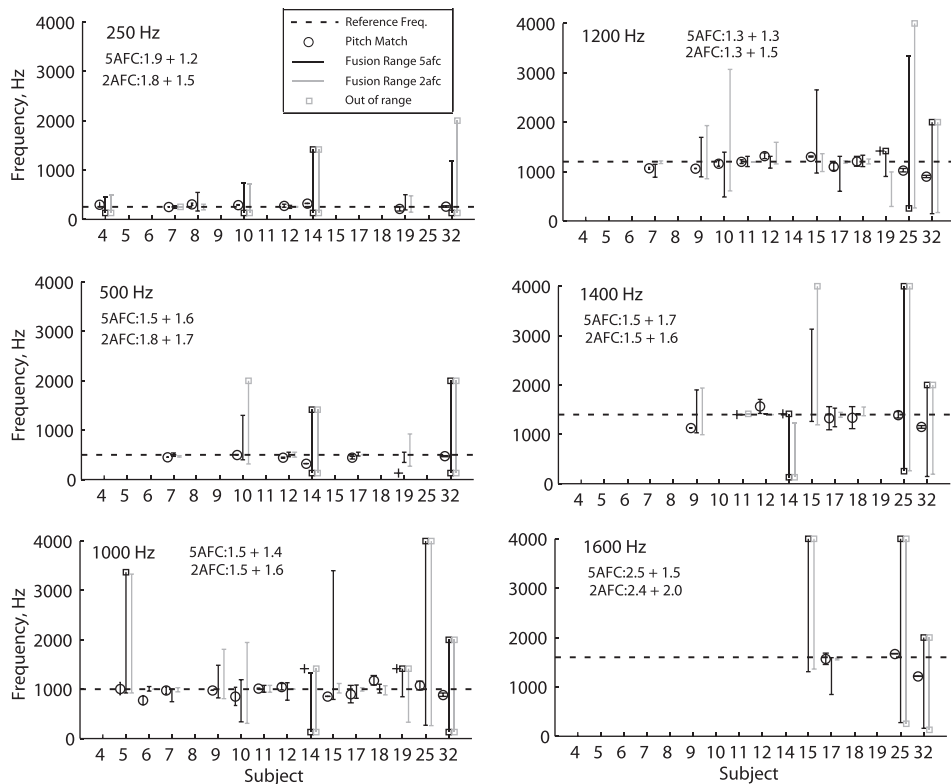 250 Hz
5AFC:1.9 + 1.2
2AFC:1.8 + 1.5
Reference Freq.
Pitch Match
Fusion Range 5afc
Fusion Range 2afc
Out of range
Frequency, Hz
4000
3000
2000
1000
0
4 5 6 7 8 9 10 11 12 14 15 17 18 19 25 32
1200 Hz
5AFC:1.3 + 1.3
2AFC:1.3 + 1.5
4000
3000
2000
1000
0
4 5 6 7 8 9 10 11 12 14 15 17 18 19 25 32
500 Hz
5AFC:1.5 + 1.6
2AFC:1.8 + 1.7
Frequency, Hz
4000
3000
2000
1000
0
4 5 6 7 8 9 10 11 12 14 15 17 18 19 25 32
1400 Hz
5AFC:1.5 + 1.7
2AFC:1.5 + 1.6
4000
3000
2000
1000
0
4 5 6 7 8 9 10 11 12 14 15 17 18 19 25 32
1000 Hz
5AFC:1.5 + 1.4
2AFC:1.5 + 1.6
Frequency, Hz
4000
3000
2000
1000
0
4 5 6 7 8 9 10 11 12 14 15 17 18 19 25 32
Subject
1600 Hz
5AFC:2.5 + 1.5
2AFC:2.4 + 2.0
4000
3000
2000
1000
0
4 5 6 7 8 9 10 11 12 14 15 17 18 19 25 32
Subject